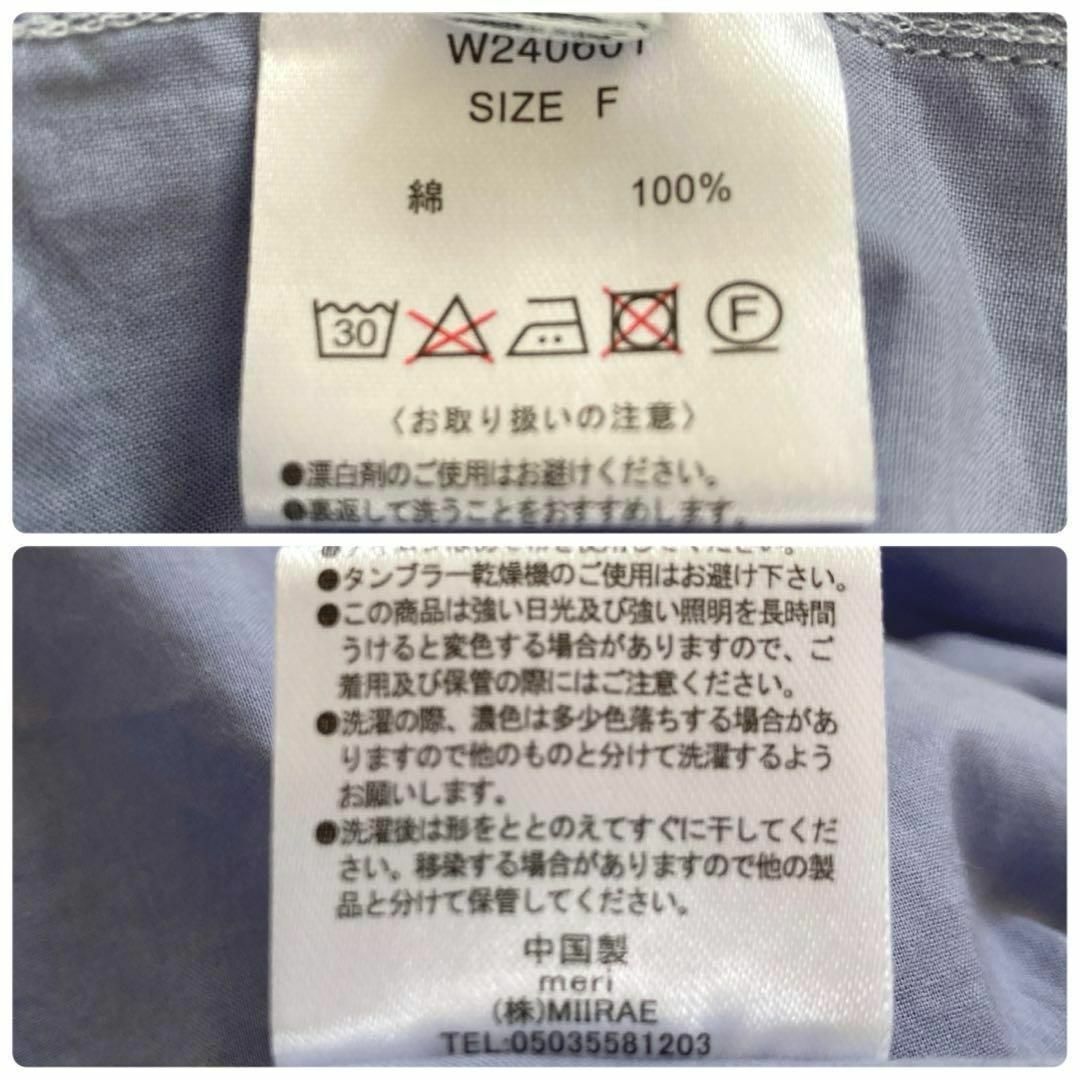 W240601
SIZE F
綿 100%
30
F
〈お取り扱いの注意〉
●漂白剤のご使用はお避けください。
●裏返して洗うことをおすすめします。
●タンブラー乾燥機のご使用はお避け下さい。
●この商品は強い日光及び強い照明を長時間
うけると変色する場合がありますので、ご
着用及び保管の際にはご注意ください。
●洗濯の際、濃色は多少色落ちする場合があ
りますので他のものと分けて洗濯するよう
お願いします。
●洗濯後は形をととのえてすぐに干してくだ
さい。移染する場合がありますので他の製
品と分けて保管してください。
中国製
meri
(株)MIIRAE
TEL:05035581203